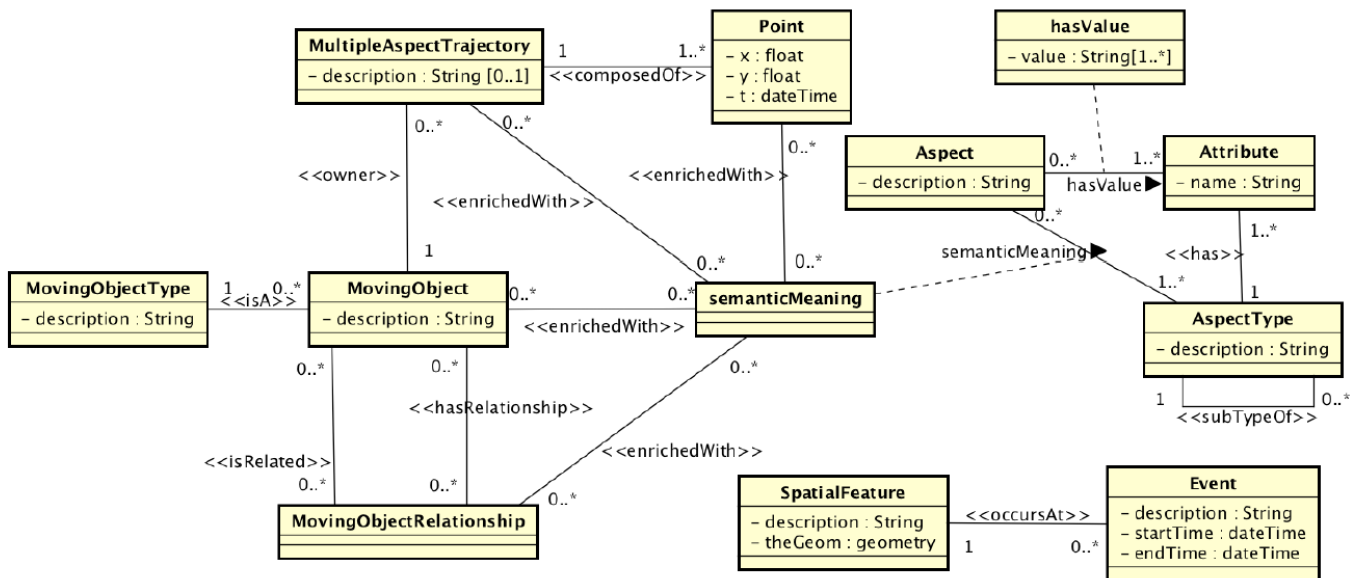 MultipleAspectTrajectory
– description : String [0..1]
1
1..*
<<composedOf>>
Point
– x : float
– y : float
– t : dateTime
hasValue
– value : String[1..*]
0..*
0..*
<<owner>>
<<enrichedWith>>
0..*
<<enrichedWith>>
Aspect
– description : String
0..*
1..*
hasValue
Attribute
– name : String
0..*
semanticMeaning
1..*
<<has>>
1
0..*
0..*
1..*
1
MovingObjectType
– description : String
1
0..*
<<isA>>
MovingObject
– description : String
0..*
0..*
<<enrichedWith>>
semanticMeaning
AspectType
– description : String
1
0..*
<<subTypeOf>>
0..*
0..*
0..*
<<hasRelationship>>
<<isRelated>>
<<enrichedWith>>
0..*
0..*
0..*
MovingObjectRelationship
SpatialFeature
– description : String
– theGeom : geometry
<<occursAt>>
1
0..*
Event
– description : String
– startTime : dateTime
– endTime : dateTime